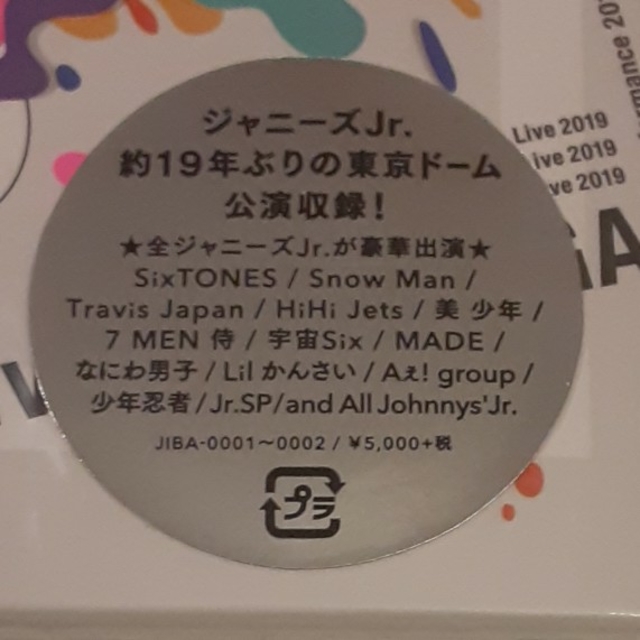 ジャニーズJr.
約19年ぶりの東京ドーム
公演収録!
★全ジャニーズJr.が豪華出演★
SixTONES / Snow Man /
Travis Japan / HiHi Jets / 美 少年 /
7 MEN 侍 / 宇宙Six / MADE /
なにわ男子 / Lil かんさい / Aぇ! group /
少年忍者/Jr.SP/and All Johnnys'Jr.
JIBA-0001～0002 / ¥5,000+税
プラ
Live 2019
Live 2019
ve 2019